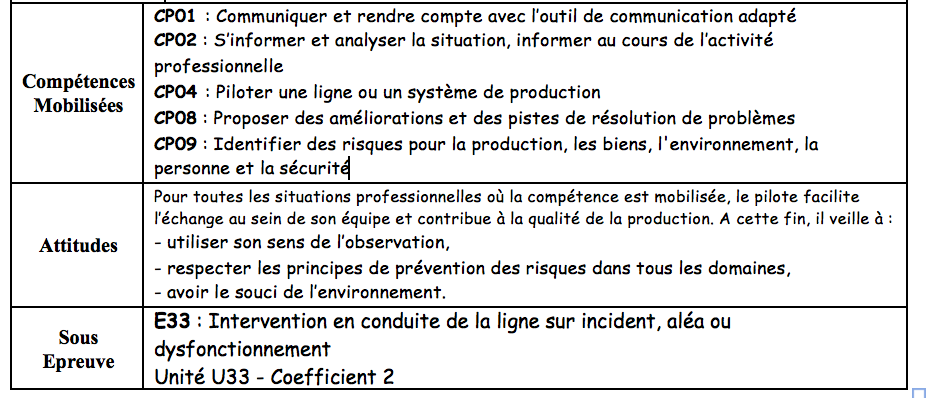 CP01 : Communiquer et rendre compte avec l’outil de communication adapté
CP02 : S’informer et analyser la situation, informer au cours de l’activité
professionnelle
Compétences
Mobilisées
CP04 : Piloter une ligne ou un système de production
CP08 : Proposer des améliorations et des pistes de résolution de problèmes
CP09 : Identifier des risques pour la production, les biens, l'environnement, la
personne et la sécurité
Attitudes
Pour toutes les situations professionnelles où la compétence est mobilisée, le pilote facilite
l’échange au sein de son équipe et contribue à la qualité de la production. A cette fin, il veille à :
- utiliser son sens de l’observation,
- respecter les principes de prévention des risques dans tous les domaines,
- avoir le souci de l’environnement.
Sous
Epreuve
E33 : Intervention en conduite de la ligne sur incident, aléa ou
dysfonctionnement
Unité U33 - Coefficient 2